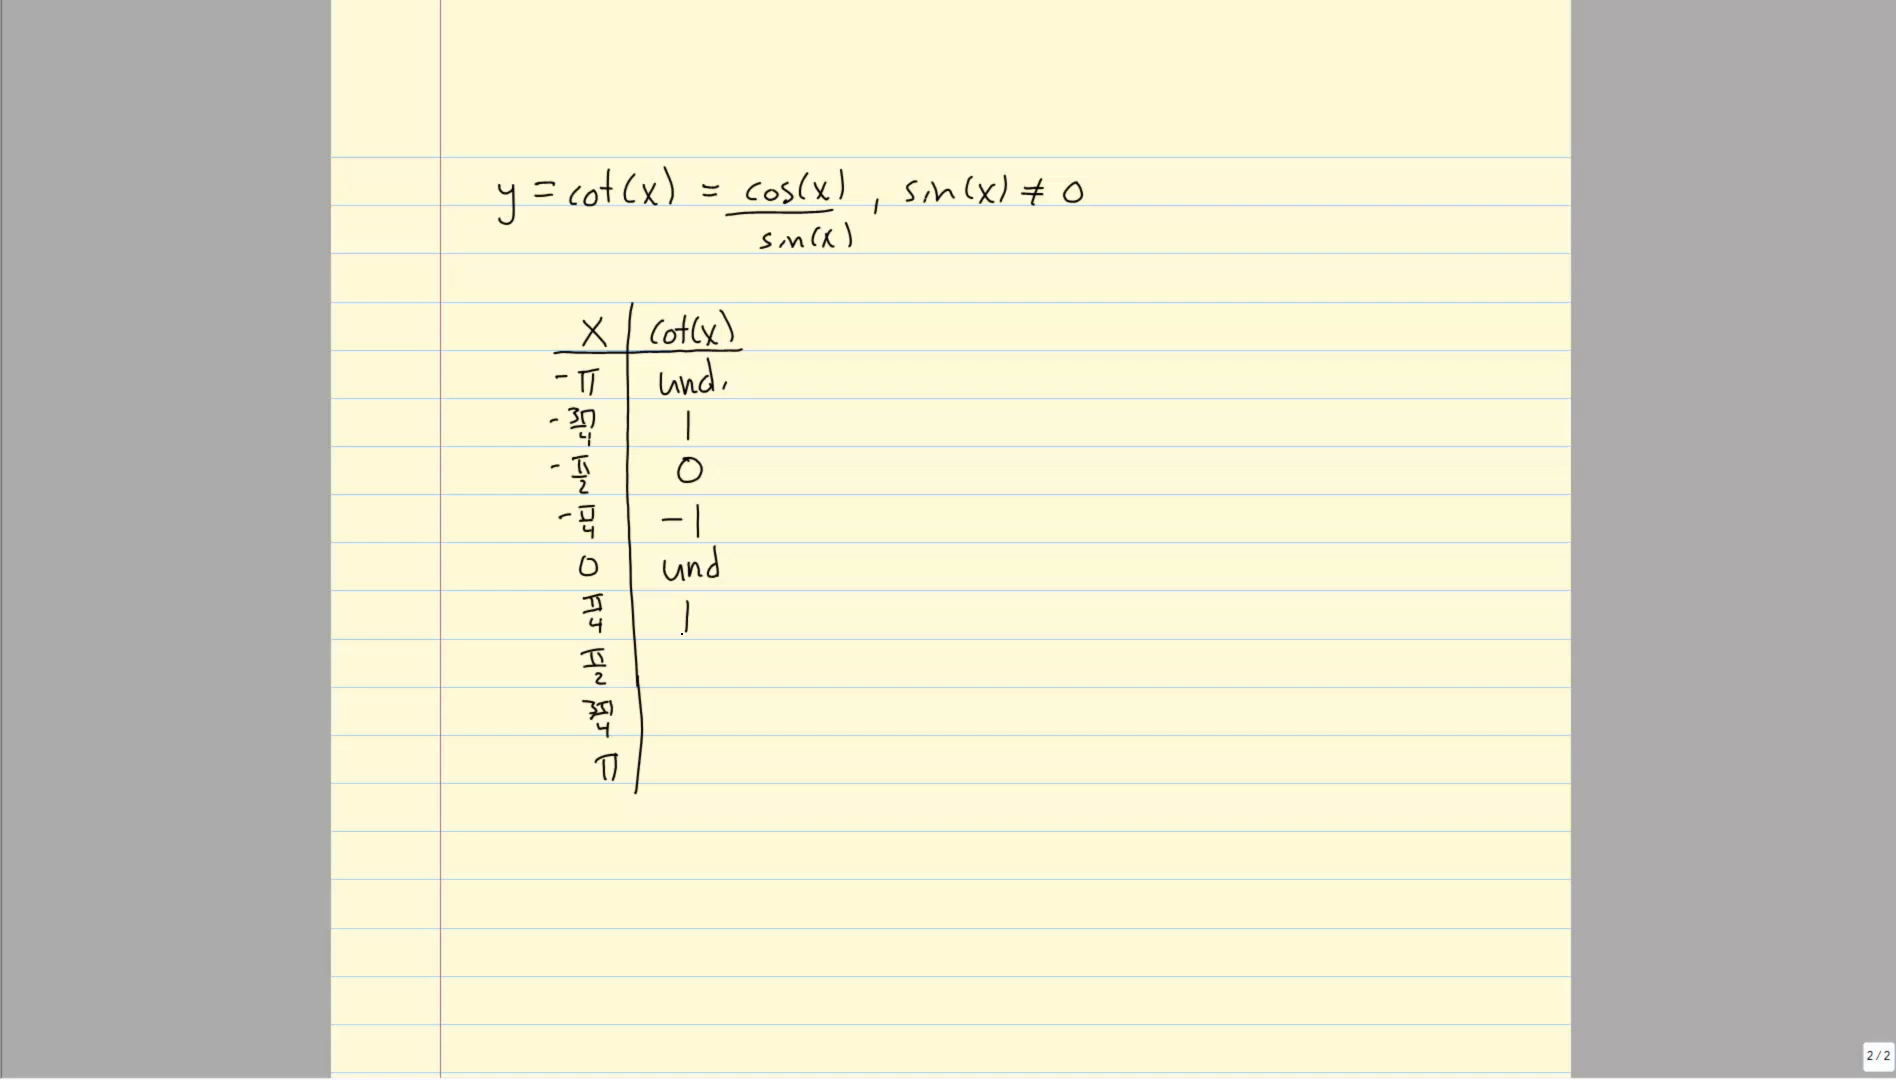 y = cot(x) = cos(x)/sin(x), sin(x) ≠ 0
x | cot(x)
-π | und.
-3π/4 | 1
-π/2 | 0
-π/4 | -1
0 | und
π/4 | 1
π/2 |
3π/4 |
π |
2 / 2